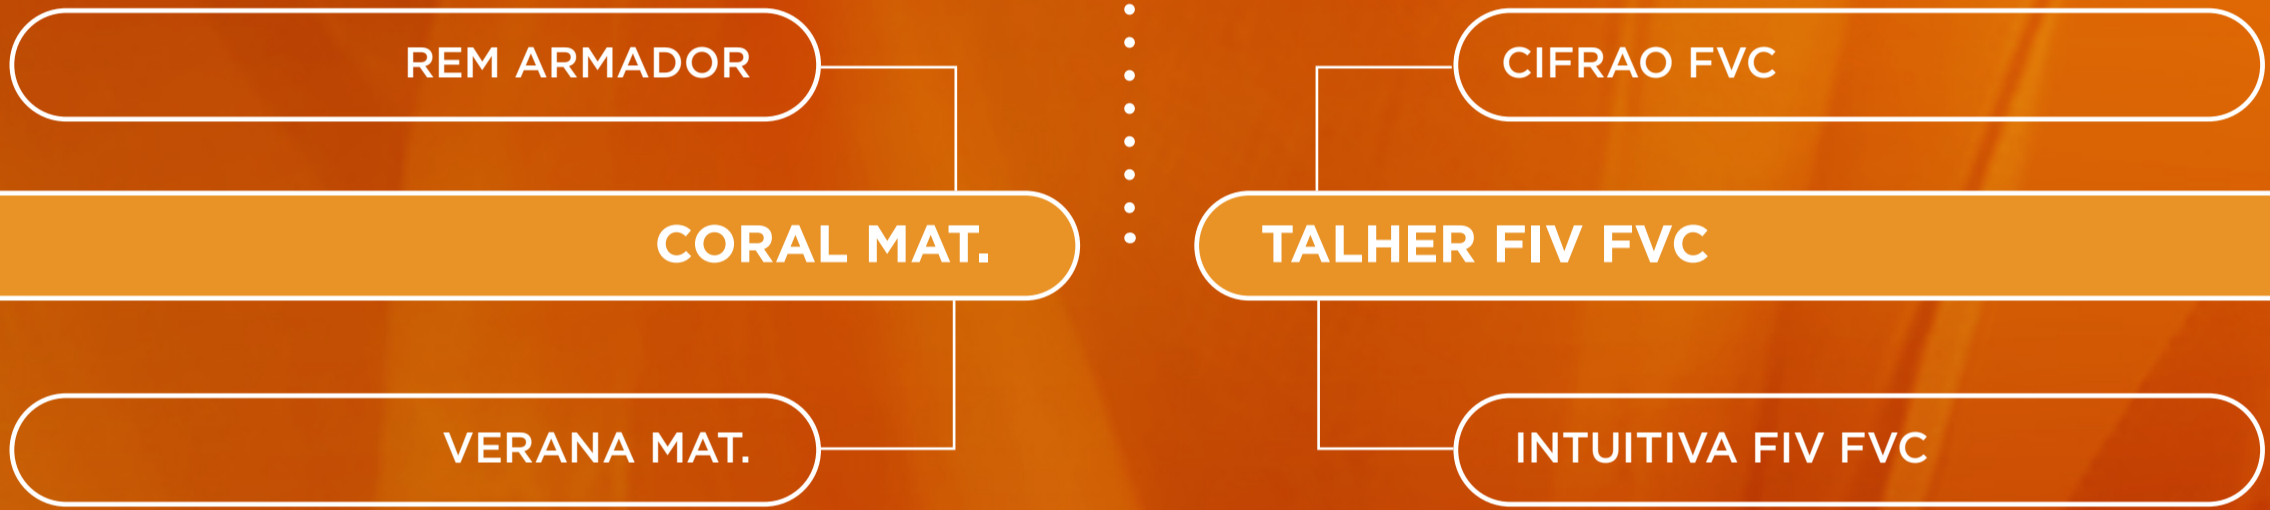 REM ARMADOR
CORAL MAT.
VERANA MAT.
CIFRAO FVC
TALHER FIV FVC
INTUITIVA FIV FVC